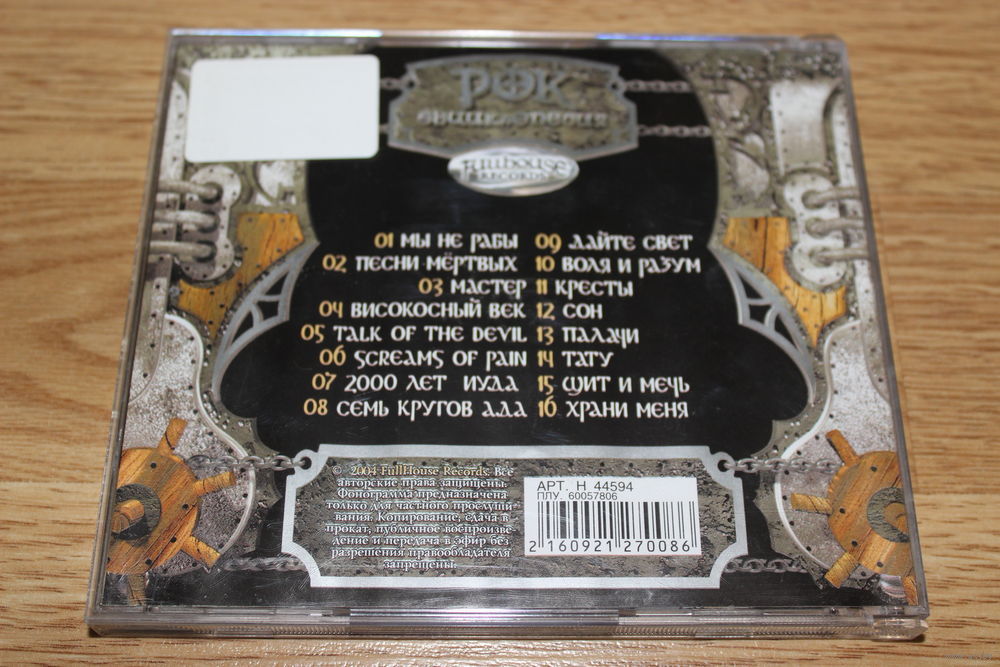 РОК
ЭНЦИКЛОПЕДИЯ
FullHouse
RECORDS
01 МЫ НЕ РАБЫ
02 ПЕСНИ МЁРТВЫХ
03 МАСТЕР
04 ВИСОКОСНЫЙ ВЕК
05 TALK OF THE DEVIL
06 SCREAMS OF PAIN
07 2000 ЛЕТ ИУДА
08 СЕМЬ КРУГОВ АДА
09 ДАЙТЕ СВЕТ
10 ВОЛЯ И РАЗУМ
11 КРЕСТЫ
12 СОН
13 ПАЛАЧИ
14 ТАТУ
15 ЩИТ И МЕЧЬ
16 ХРАНИ МЕНЯ
© 2004 FullHouse Records. Все
авторские права защищены.
Фонограмма предназначена
только для частного прослуши
вания. Копирование, сдача в
прокат, публичное воспроизве
дение и передача в эфир без
разрешения правообладателя
запрещены.
АРТ. Н 44594
ПЛУ. 60057806
2 160921 270086